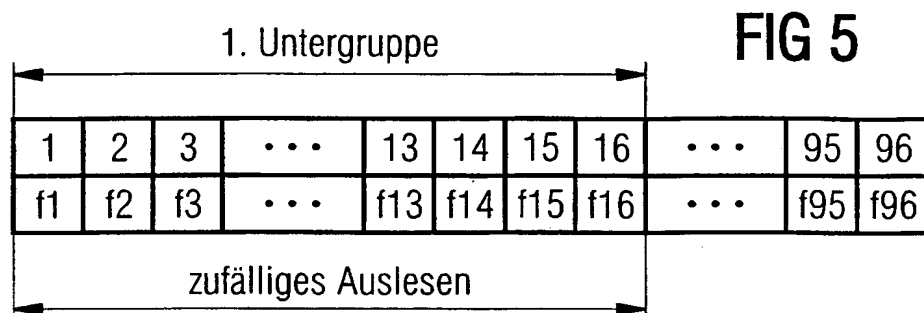 FIG 5
1. Untergruppe
1 2 3 ... 13 14 15 16 ... 95 96
f1 f2 f3 ... f13 f14 f15 f16 ... f95 f96
zufälliges Auslesen